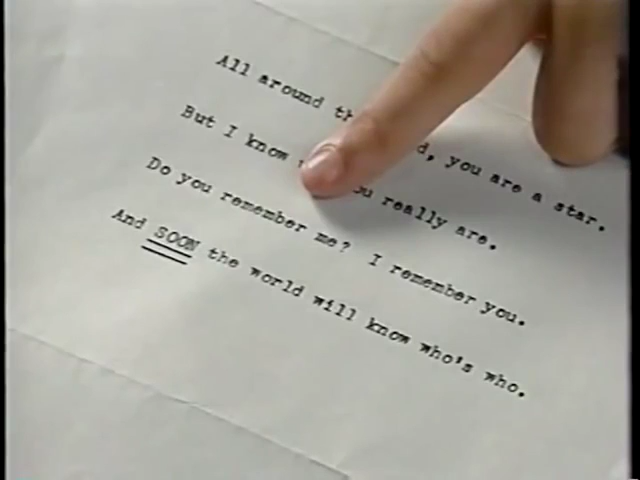 All around d, you are a star.
But I know really are.
Do you remember me? I remember you.
And SOON the world will know who's who.